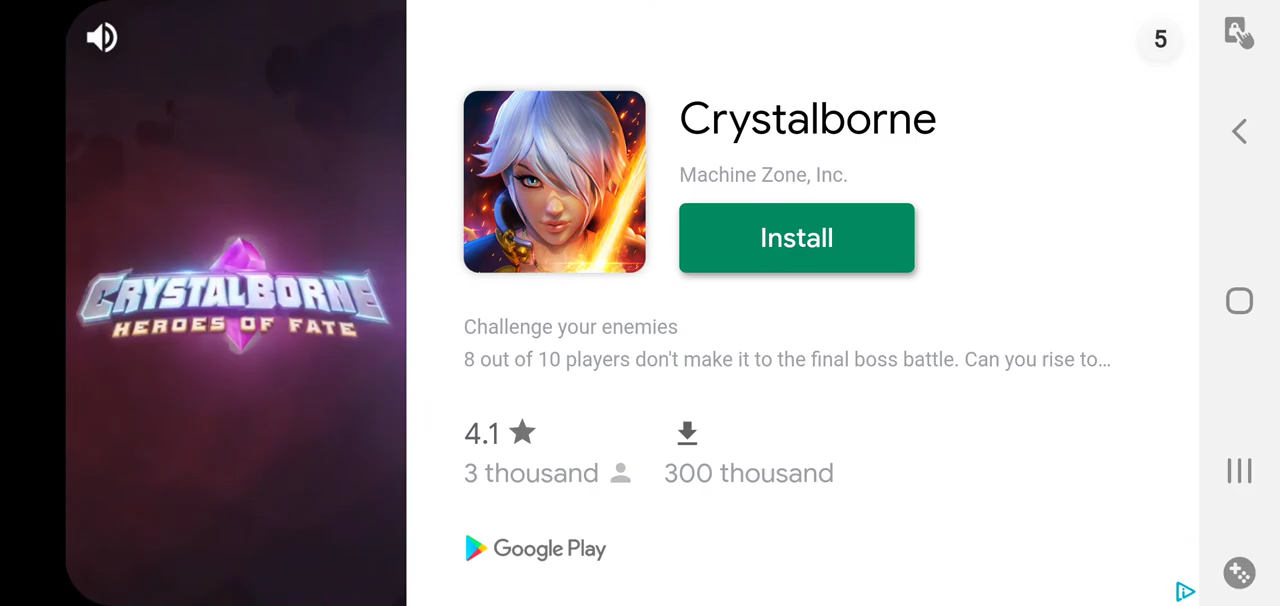 CRYSTALBORNE
HEROES OF FATE
5
Crystalborne
Machine Zone, Inc.
Install
Challenge your enemies
8 out of 10 players don't make it to the final boss battle. Can you rise to...
4.1
3 thousand
300 thousand
Google Play